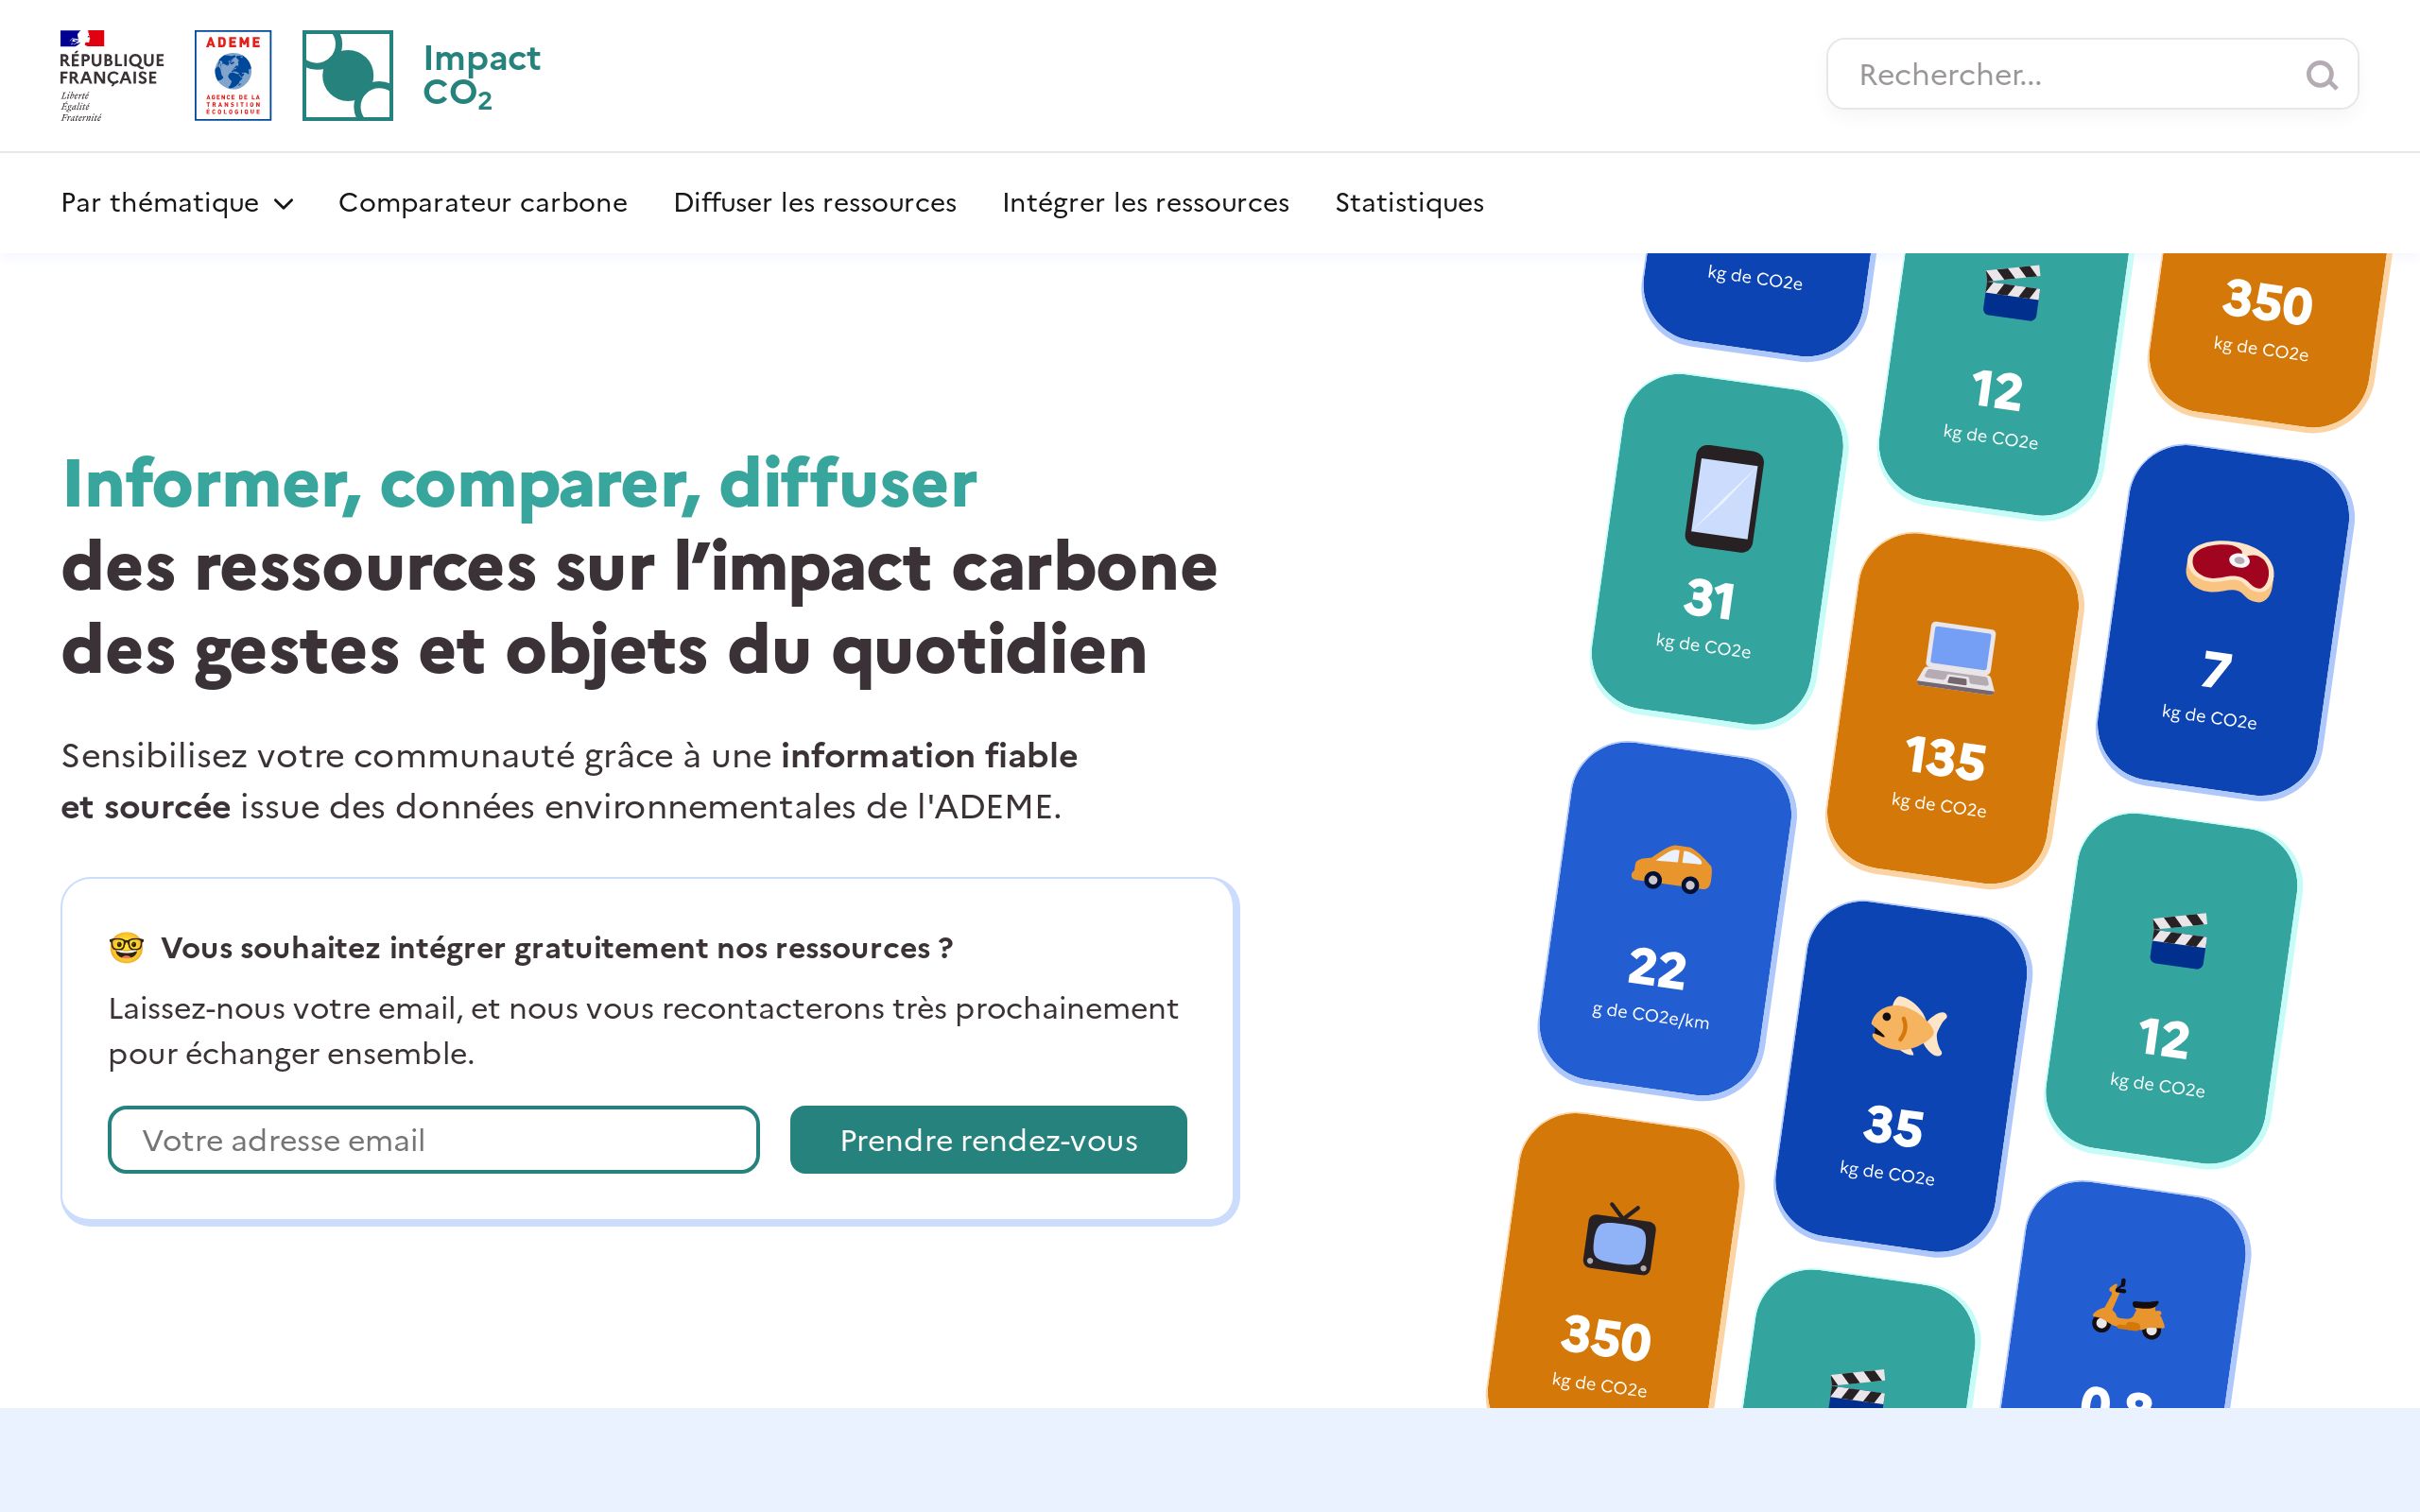 RÉPUBLIQUE
FRANÇAISE
Liberté
Égalité
Fraternité
ADEME
AGENCE DE LA
TRANSITION
ÉCOLOGIQUE
Impact
CO2
Rechercher...
Par thématique
Comparateur carbone
Diffuser les ressources
Intégrer les ressources
Statistiques
Informer, comparer, diffuser
des ressources sur l’impact carbone
des gestes et objets du quotidien
Sensibilisez votre communauté grâce à une information fiable
et sourcée issue des données environnementales de l'ADEME.
🤓 Vous souhaitez intégrer gratuitement nos ressources ?
Laissez-nous votre email, et nous vous recontacterons très prochainement
pour échanger ensemble.
Votre adresse email
Prendre rendez-vous
kg de CO2e
31
kg de CO2e
22
g de CO2e/km
350
kg de CO2e
12
kg de CO2e
135
kg de CO2e
35
kg de CO2e
350
kg de CO2e
7
kg de CO2e
12
kg de CO2e